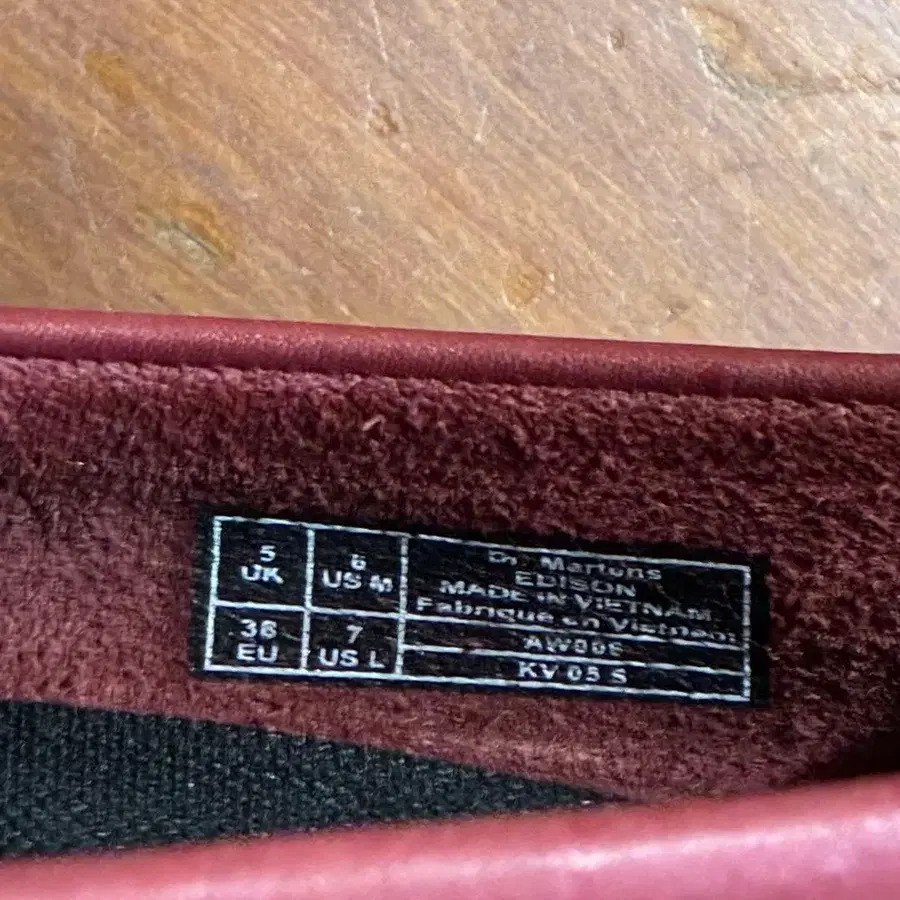 5
UK
6
US M
38
EU
7
US L
Dr. Martens
EDISON
MADE IN VIETNAM
Fabrique en Vietnam
KV 05 S